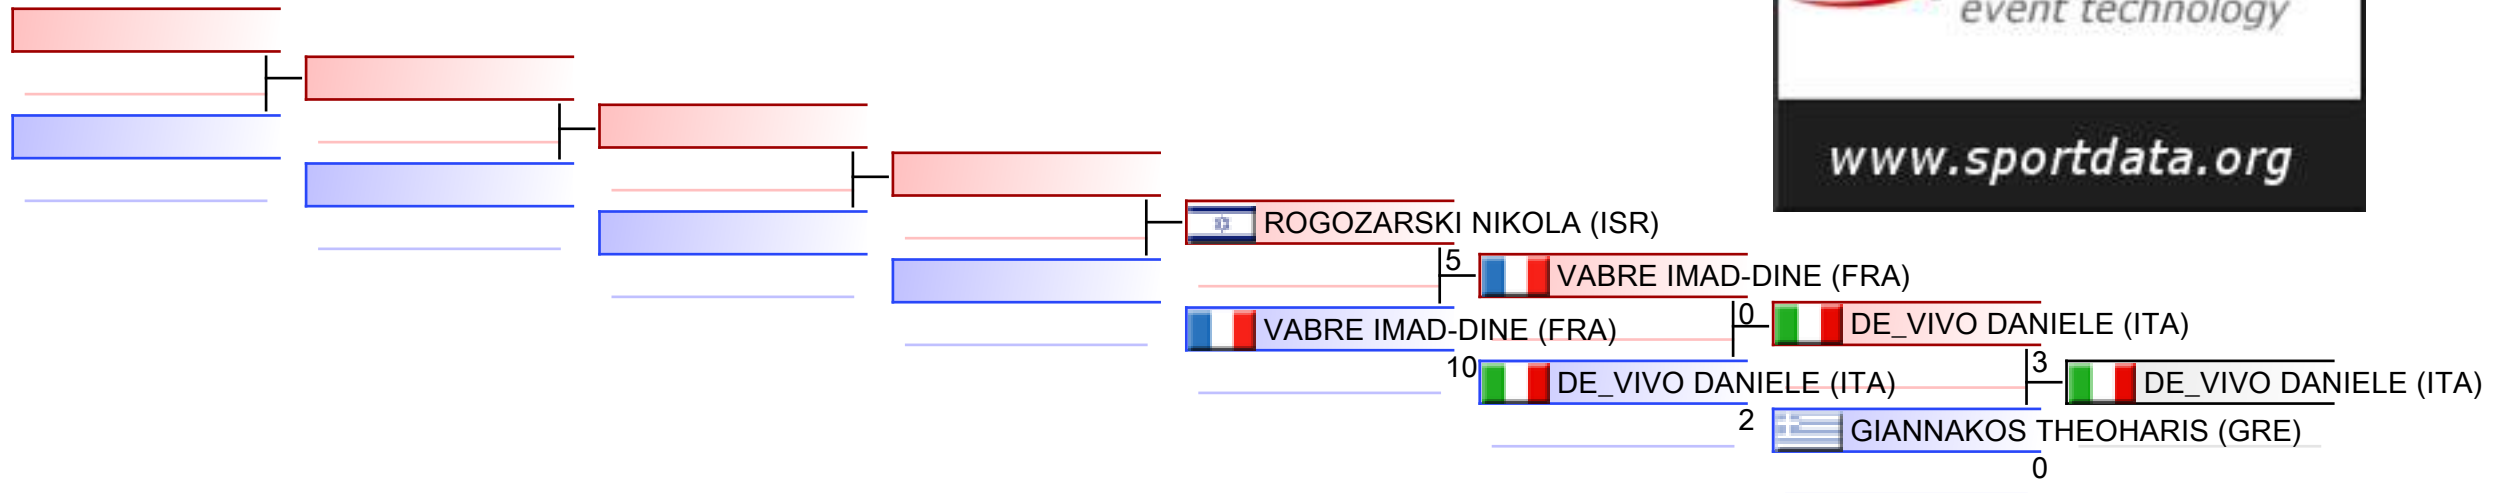 event technology
www.sportdata.org
ROGOZARSKI NIKOLA (ISR)
5
VABRE IMAD-DINE (FRA)
VABRE IMAD-DINE (FRA)
10
0
DE_VIVO DANIELE (ITA)
DE_VIVO DANIELE (ITA)
2
3
DE_VIVO DANIELE (ITA)
GIANNAKOS THEOHARIS (GRE)
0